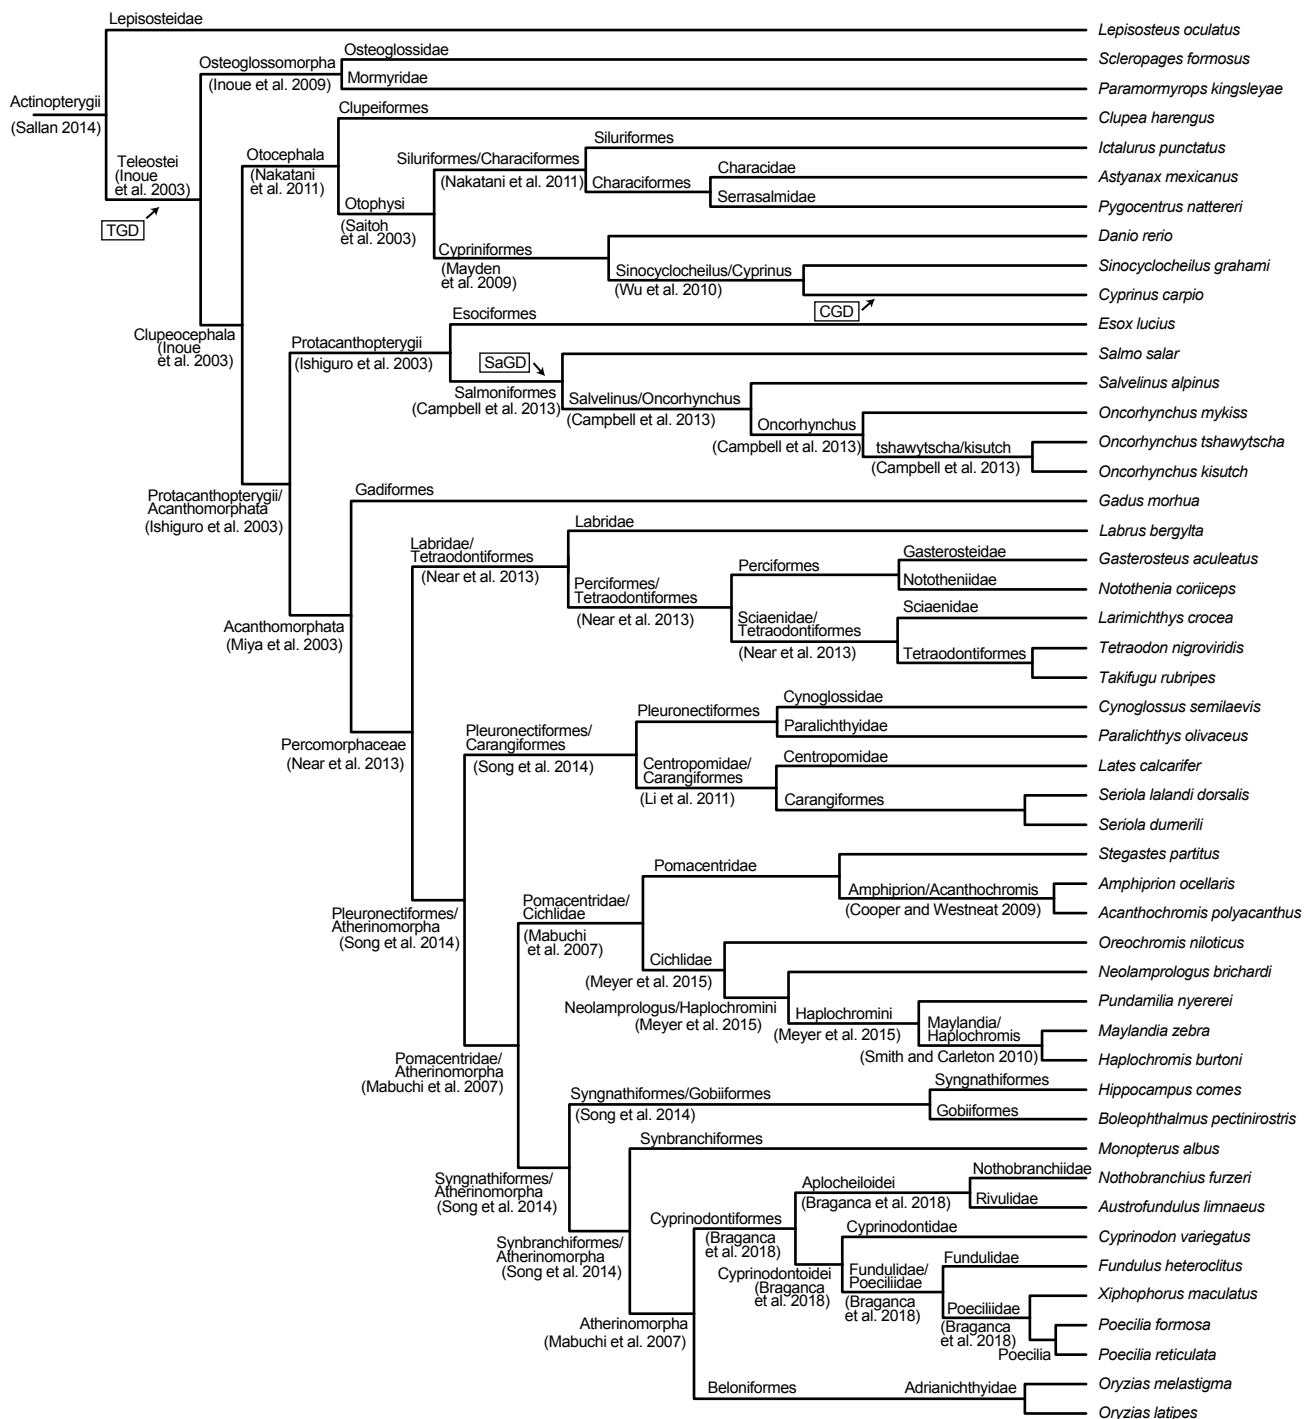 Lepisosteidae
Lepisosteus oculatus
Osteoglossidae
Scleropages formosus
Osteoglossomorpha
(Inoue et al. 2009)
Mormyridae
Paramormyrops kingsleyae
Actinopterygii
(Sallan 2014)
Clupeiformes
Clupea harengus
Siluriformes
Ictalurus punctatus
Otocephala
(Nakatani
et al. 2011)
Siluriformes/Characiformes
(Nakatani et al. 2011)
Teleostei
(Inoue
et al. 2003)
Characidae
Astyanax mexicanus
Characiformes
Serrasalmidae
Pygocentrus nattereri
TGD
Otophysi
(Saitoh
et al. 2003)
Danio rerio
Cypriniformes
(Mayden
et al. 2009)
Sinocyclocheilus/Cyprinus
(Wu et al. 2010)
Sinocyclocheilus grahami
Cyprinus carpio
CGD
Esociformes
Esox lucius
Clupeocephala
(Inoue
et al. 2003)
Protacanthopterygii
(Ishiguro et al. 2003)
SaGD
Salmo salar
Salmoniformes
(Campbell et al. 2013)
Salvelinus/Oncorhynchus
(Campbell et al. 2013)
Salvelinus alpinus
Oncorhynchus
(Campbell et al. 2013)
Oncorhynchus mykiss
tshawytscha/kisutch
(Campbell et al. 2013)
Oncorhynchus tshawytscha
Oncorhynchus kisutch
Protacanthopterygii/
Acanthomorphata
(Ishiguro et al. 2003)
Gadiformes
Gadus morhua
Labridae
Labrus bergylta
Labridae/
Tetraodontiformes
(Near et al. 2013)
Gasterosteidae
Gasterosteus aculeatus
Perciformes
Perciformes/
Tetraodontiformes
(Near et al. 2013)
Nototheniidae
Notothenia coriiceps
Sciaenidae
Larimichthys crocea
Sciaenidae/
Tetraodontiformes
(Near et al. 2013)
Acanthomorphata
(Miya et al. 2003)
Tetraodontiformes
Tetraodon nigroviridis
Takifugu rubripes
Cynoglossidae
Cynoglossus semilaevis
Pleuronectiformes
Paralichthyidae
Paralichthys olivaceus
Percomorphaceae
(Near et al. 2013)
Pleuronectiformes/
Carangiformes
(Song et al. 2014)
Centropomidae/
Carangiformes
(Li et al. 2011)
Centropomidae
Lates calcarifer
Carangiformes
Seriola lalandi dorsalis
Seriola dumerili
Stegastes partitus
Pomacentridae
Amphiprion/Acanthochromis
(Cooper and Westneat 2009)
Amphiprion ocellaris
Acanthochromis polyacanthus
Pleuronectiformes/
Atherinomorpha
(Song et al. 2014)
Pomacentridae/
Cichlidae
(Mabuchi
et al. 2007)
Oreochromis niloticus
Cichlidae
(Meyer et al. 2015)
Neolamprologus brichardi
Neolamprologus/Haplochromini
(Meyer et al. 2015)
Haplochromini
(Meyer et al. 2015)
Pundamilia nyererei
Maylandia/
Haplochromis
(Smith and Carleton 2010)
Maylandia zebra
Haplochromis burtoni
Pomacentridae/
Atherinomorpha
(Mabuchi et al. 2007)
Syngnathiformes
Hippocampus comes
Syngnathiformes/Gobiiformes
(Song et al. 2014)
Gobiiformes
Boleophthalmus pectinirostris
Synbranchiformes
Monopterus albus
Syngnathiformes/
Atherinomorpha
(Song et al. 2014)
Nothobranchiidae
Nothobranchius furzeri
Aplocheiloidei
(Braganca et al. 2018)
Rivulidae
Austrofundulus limnaeus
Cyprinodontiformes
(Braganca
et al. 2018)
Cyprinodontidae
Cyprinodon variegatus
Synbranchiformes/
Atherinomorpha
(Song et al. 2014)
Cyprinodontoidei
(Braganca
et al. 2018)
Fundulidae/
Poeciliidae
(Braganca
et al. 2018)
Fundulidae
Fundulus heteroclitus
Poeciliidae
(Braganca
et al. 2018)
Xiphophorus maculatus
Poecilia formosa
Poecilia
Poecilia reticulata
Atherinomorpha
(Mabuchi et al. 2007)
Beloniformes
Adrianichthyidae
Oryzias melastigma
Oryzias latipes